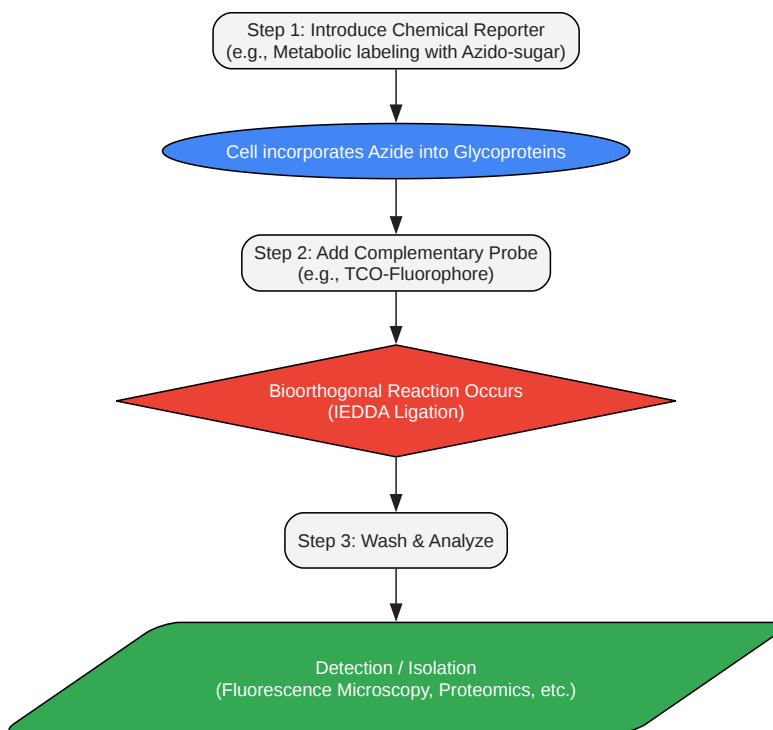 Step 1: Introduce Chemical Reporter
(e.g., Metabolic labeling with Azido-sugar)
Cell incorporates Azide into Glycoproteins
Step 2: Add Complementary Probe
(e.g., TCO-Fluorophore)
Bioorthogonal Reaction Occurs
(IEDDA Ligation)
Step 3: Wash & Analyze
Detection / Isolation
(Fluorescence Microscopy, Proteomics, etc.)